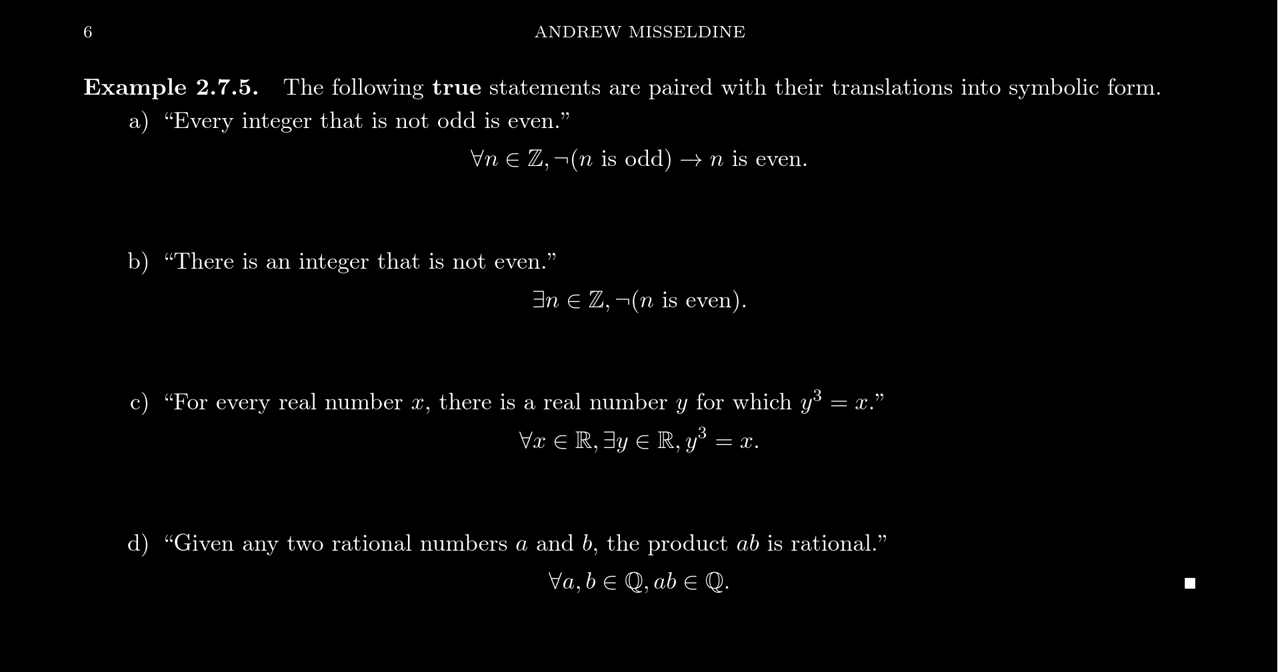 6 ANDREW MISSELDINE
Example 2.7.5. The following true statements are paired with their translations into symbolic form.
a) “Every integer that is not odd is even.”
∀n ∈ ℤ, ¬(n is odd) → n is even.
b) “There is an integer that is not even.”
∃n ∈ ℤ, ¬(n is even).
c) “For every real number x, there is a real number y for which y³ = x.”
∀x ∈ ℝ, ∃y ∈ ℝ, y³ = x.
d) “Given any two rational numbers a and b, the product ab is rational.”
∀a, b ∈ ℚ, ab ∈ ℚ. ■